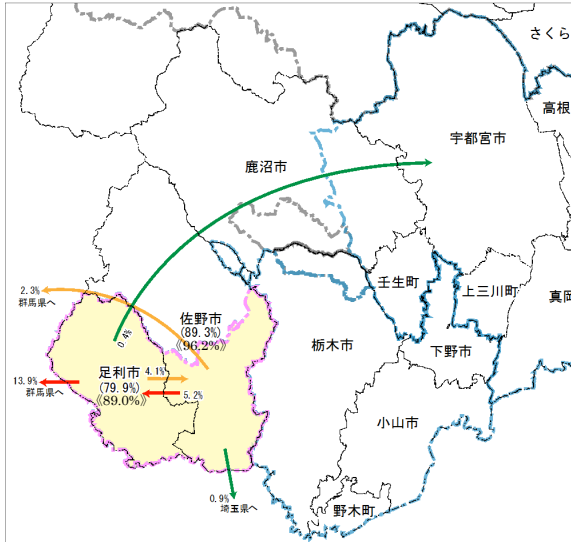 さくら
高根
宇都宮市
鹿沼市
壬生町
上三川町
真岡
2.3%
群馬県へ
佐野市
(89.3%)
《96.2%》
栃木市
下野市
0.4%
足利市
(79.9%)
《89.0%》
4.1%
5.2%
13.9%
群馬県へ
小山市
0.9%
埼玉県へ
野木町